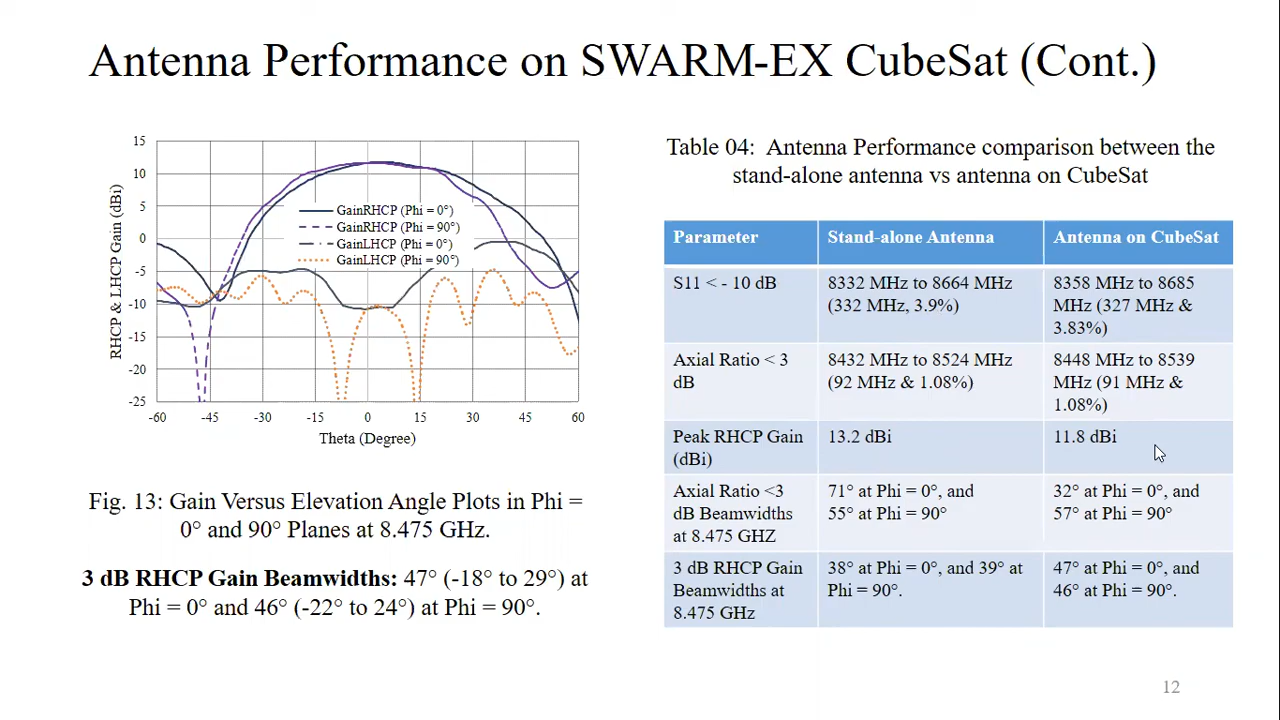 Antenna Performance on SWARM-EX CubeSat (Cont.)
15
10
5
0
-5
-10
-15
-20
-25
-60
-45
-30
-15
0
15
30
45
60
RHCP & LHCP Gain (dBi)
Theta (Degree)
GainRHCP (Phi = 0°)
GainRHCP (Phi = 90°)
GainLHCP (Phi = 0°)
GainLHCP (Phi = 90°)
Fig. 13: Gain Versus Elevation Angle Plots in Phi =
0° and 90° Planes at 8.475 GHz.
3 dB RHCP Gain Beamwidths: 47° (-18° to 29°) at
Phi = 0° and 46° (-22° to 24°) at Phi = 90°.
Table 04: Antenna Performance comparison between the
stand-alone antenna vs antenna on CubeSat
Parameter
Stand-alone Antenna
Antenna on CubeSat
S11 < - 10 dB
8332 MHz to 8664 MHz
(332 MHz, 3.9%)
8358 MHz to 8685
MHz (327 MHz &
3.83%)
Axial Ratio < 3
dB
8432 MHz to 8524 MHz
(92 MHz & 1.08%)
8448 MHz to 8539
MHz (91 MHz &
1.08%)
Peak RHCP Gain
(dBi)
13.2 dBi
11.8 dBi
Axial Ratio <3
dB Beamwidths
at 8.475 GHZ
71° at Phi = 0°, and
55° at Phi = 90°
32° at Phi = 0°, and
57° at Phi = 90°
3 dB RHCP Gain
Beamwidths at
8.475 GHz
38° at Phi = 0°, and 39° at
Phi = 90°.
47° at Phi = 0°, and
46° at Phi = 90°.
12